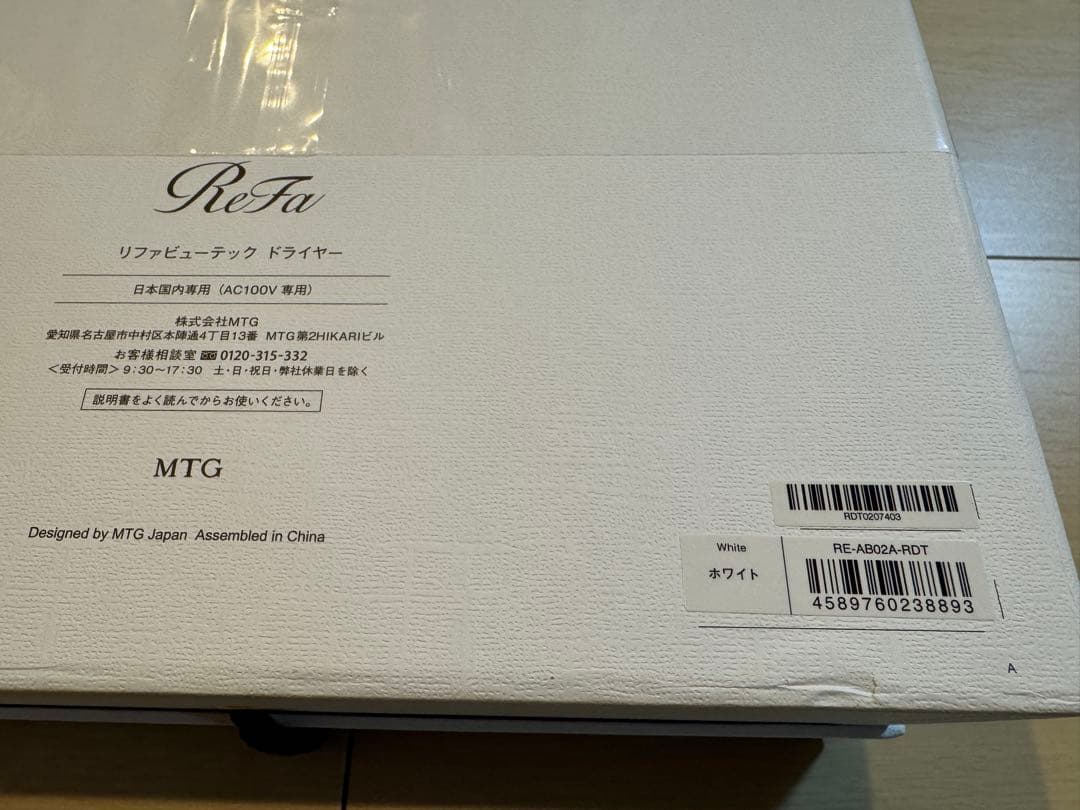 ReFa
リファビューテック ドライヤー
日本国内専用（AC100V 専用）
株式会社MTG
愛知県名古屋市中村区本陣通4丁目13番 MTG第2HIKARIビル
お客様相談室 0120-315-332
＜受付時間＞9：30～17：30 土・日・祝日・弊社休業日を除く
説明書をよく読んでからお使いください。
MTG
Designed by MTG Japan Assembled in China
RDT0207403
White
ホワイト
RE-AB02A-RDT
4589760238893
A